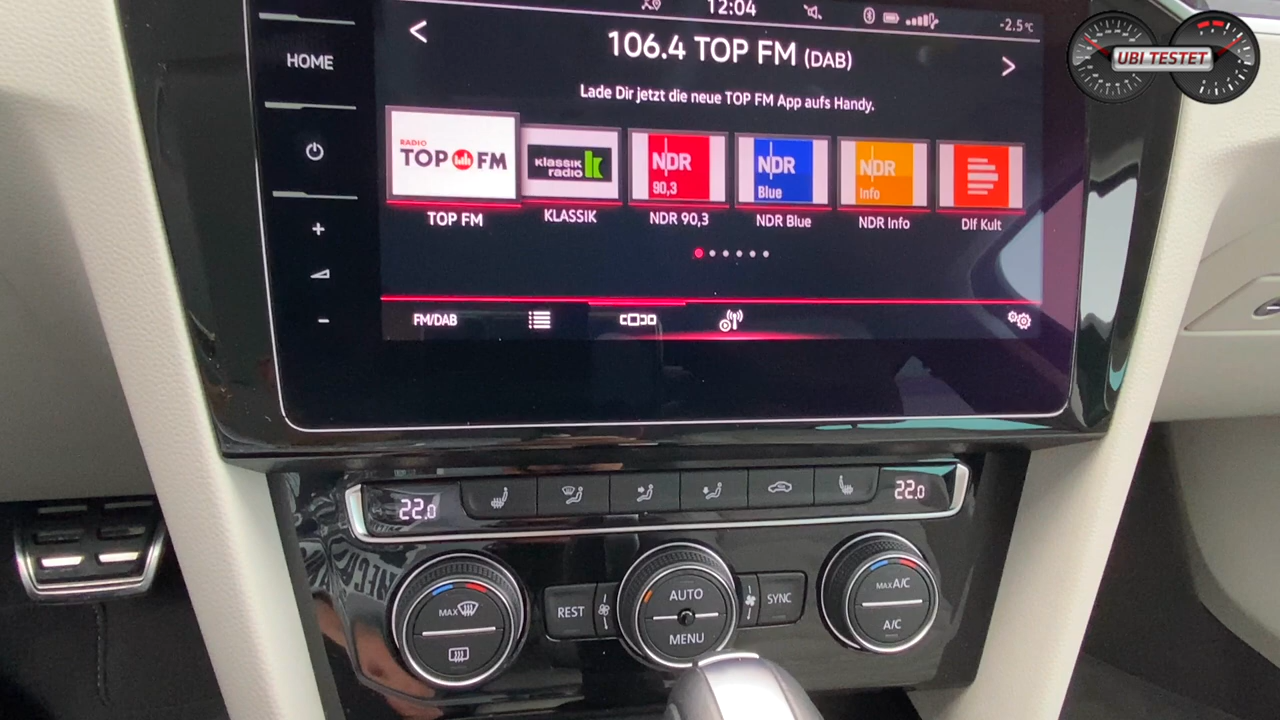 12:04
-2.5°C
UBI TESTET
HOME
<
106.4 TOP FM (DAB)
>
Lade Dir jetzt die neue TOP FM App aufs Handy.
RADIO
TOP FM
klassik
radio k
NDR
90,3
NDR
Blue
NDR
Info
TOP FM
KLASSIK
NDR 90,3
NDR Blue
NDR Info
Dlf Kult
+
-
FM/DAB
22.0
22.0
MAX
REST
AUTO
MENU
SYNC
MAX A/C
A/C